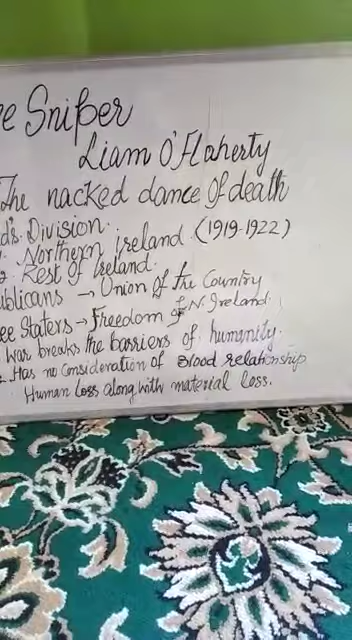 e Sniper
Liam O'Flaherty
The nacked dance of death
d's Division.
Northern Ireland. (1919-1922)
2. Rest of Ireland.
ublicans → Union of the Country
ee Staters → Freedom of N. Ireland.
War breaks the barriers of humanity.
2. Has no consideration of Blood relationship
Human Loss along with material loss.